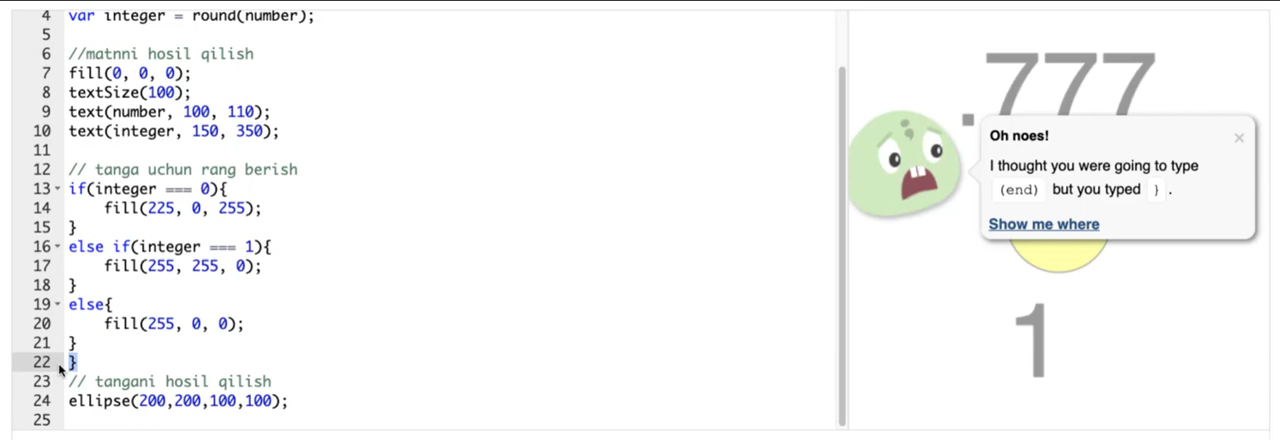 4 var integer = round(number);
5
6 //matnni hosil qilish
7 fill(0, 0, 0);
8 textSize(100);
9 text(number, 100, 110);
10 text(integer, 150, 350);
11
12 // tanga uchun rang berish
13 if(integer === 0){
14 fill(225, 0, 255);
15 }
16 else if(integer === 1){
17 fill(255, 255, 0);
18 }
19 else{
20 fill(255, 0, 0);
21 }
22 }
23 // tangani hosil qilish
24 ellipse(200,200,100,100);
25
.777
Oh noes!
×
I thought you were going to type
(end) but you typed } .
Show me where
1